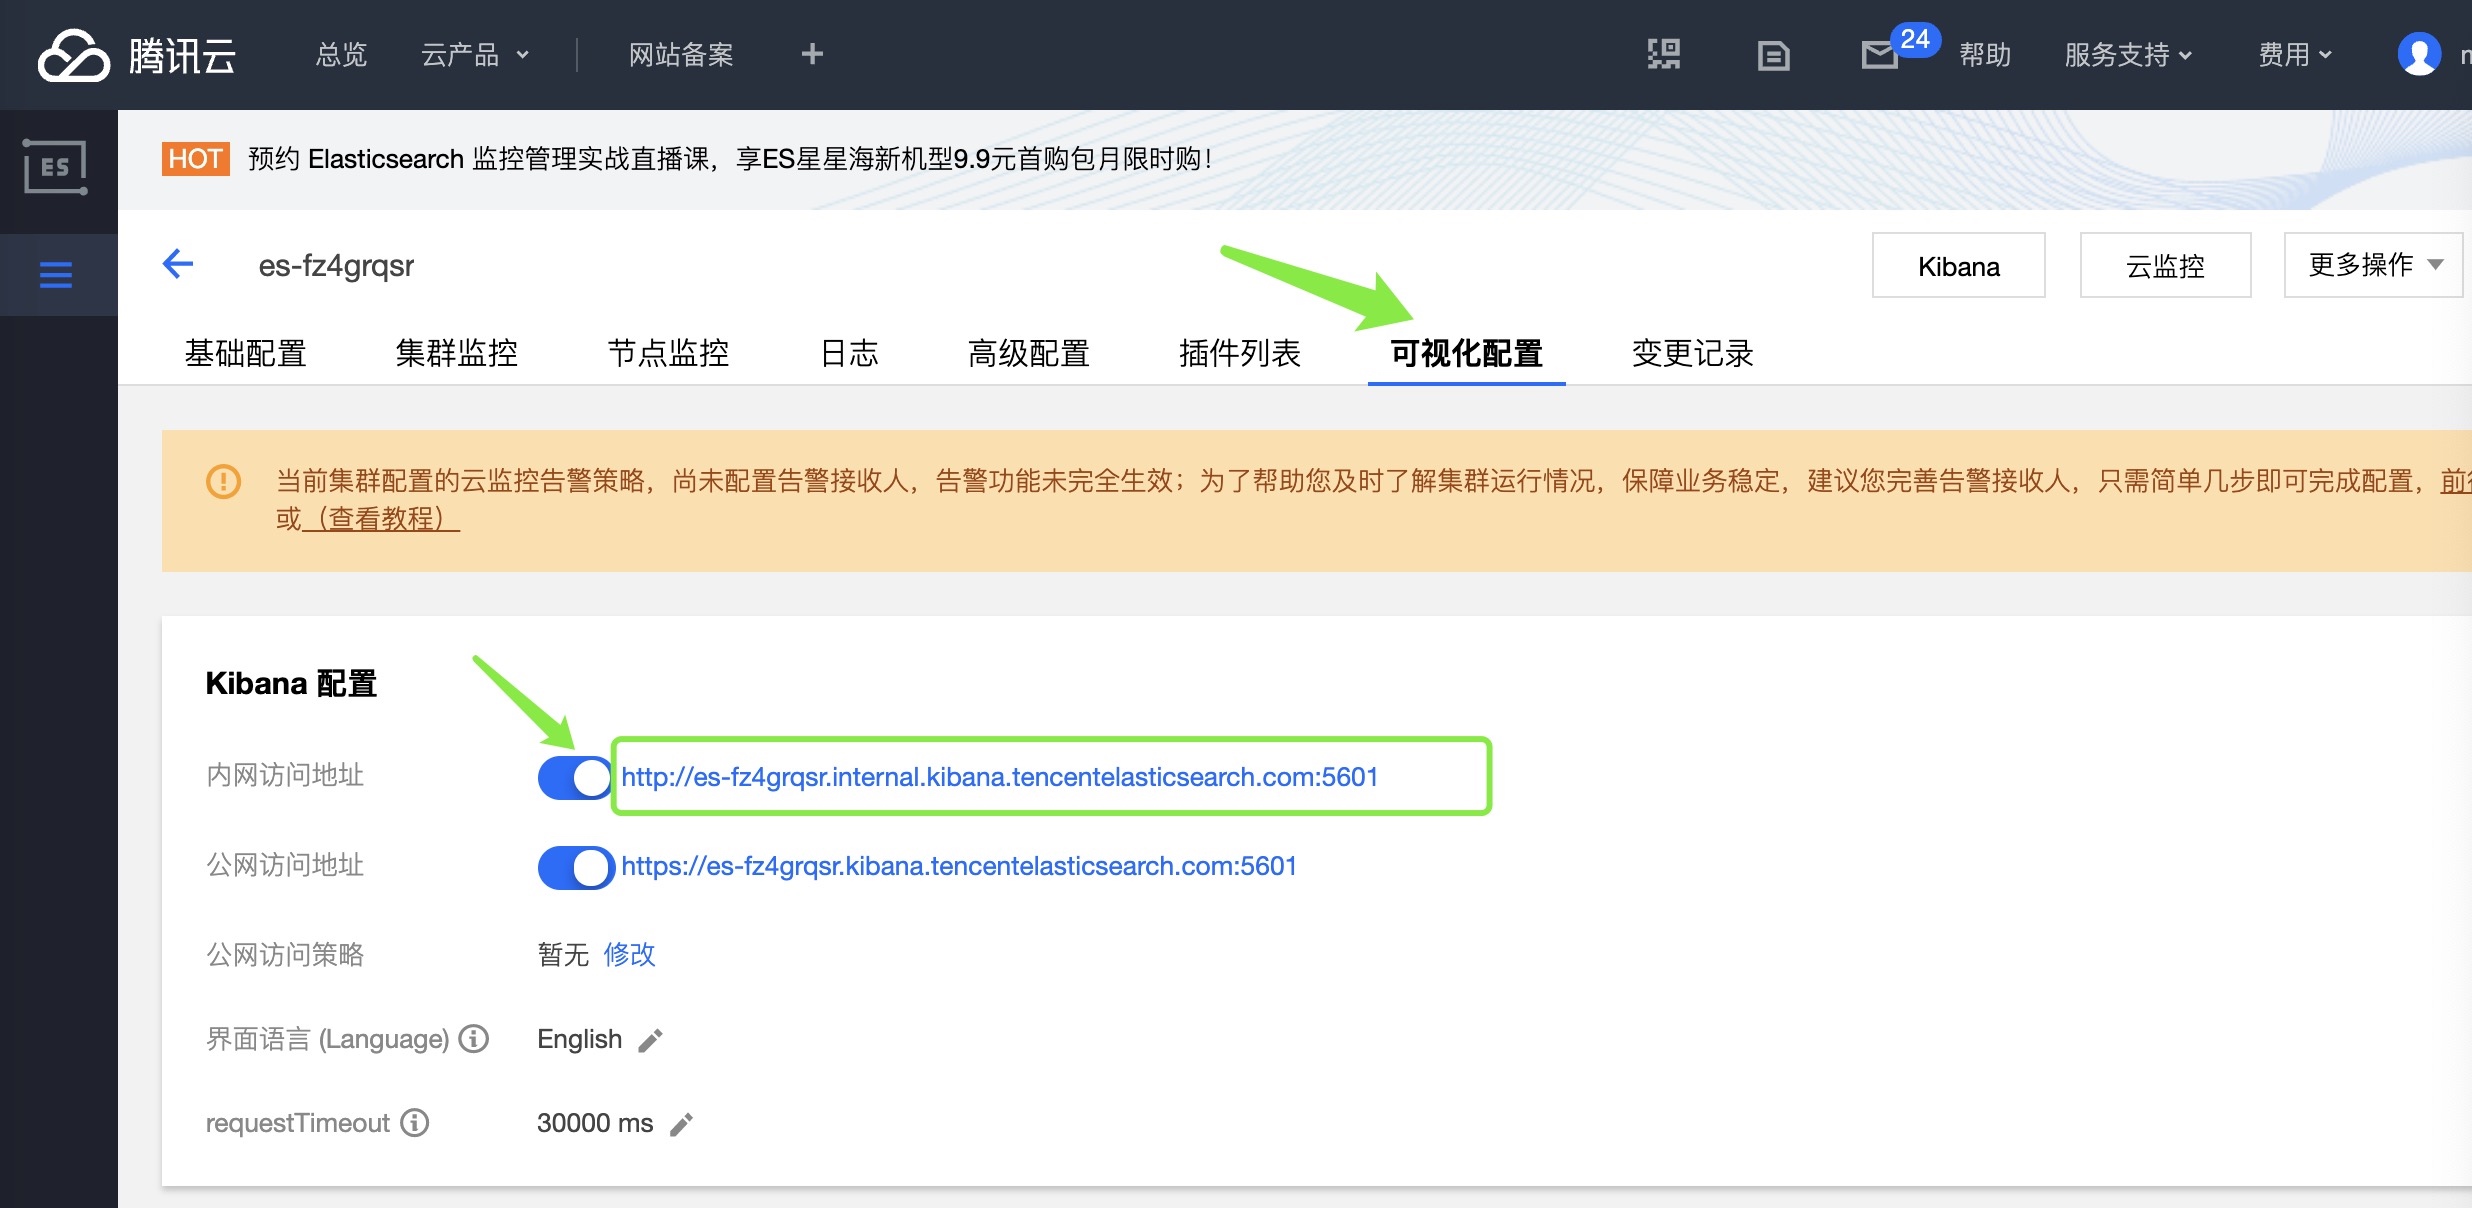 腾讯云 总览 云产品 网站备案 + 24 帮助 服务支持 费用
ES
HOT 预约 Elasticsearch 监控管理实战直播课，享ES星星海新机型9.9元首购包月限时购！
es-fz4grqsr Kibana 云监控 更多操作
基础配置 集群监控 节点监控 日志 高级配置 插件列表 可视化配置 变更记录
当前集群配置的云监控告警策略，尚未配置告警接收人，告警功能未完全生效；为了帮助您及时了解集群运行情况，保障业务稳定，建议您完善告警接收人，只需简单几步即可完成配置，前
或（查看教程）
Kibana 配置
内网访问地址 http://es-fz4grqsr.internal.kibana.tencentelasticsearch.com:5601
公网访问地址 https://es-fz4grqsr.kibana.tencentelasticsearch.com:5601
公网访问策略 暂无 修改
界面语言 (Language) English
requestTimeout 30000 ms